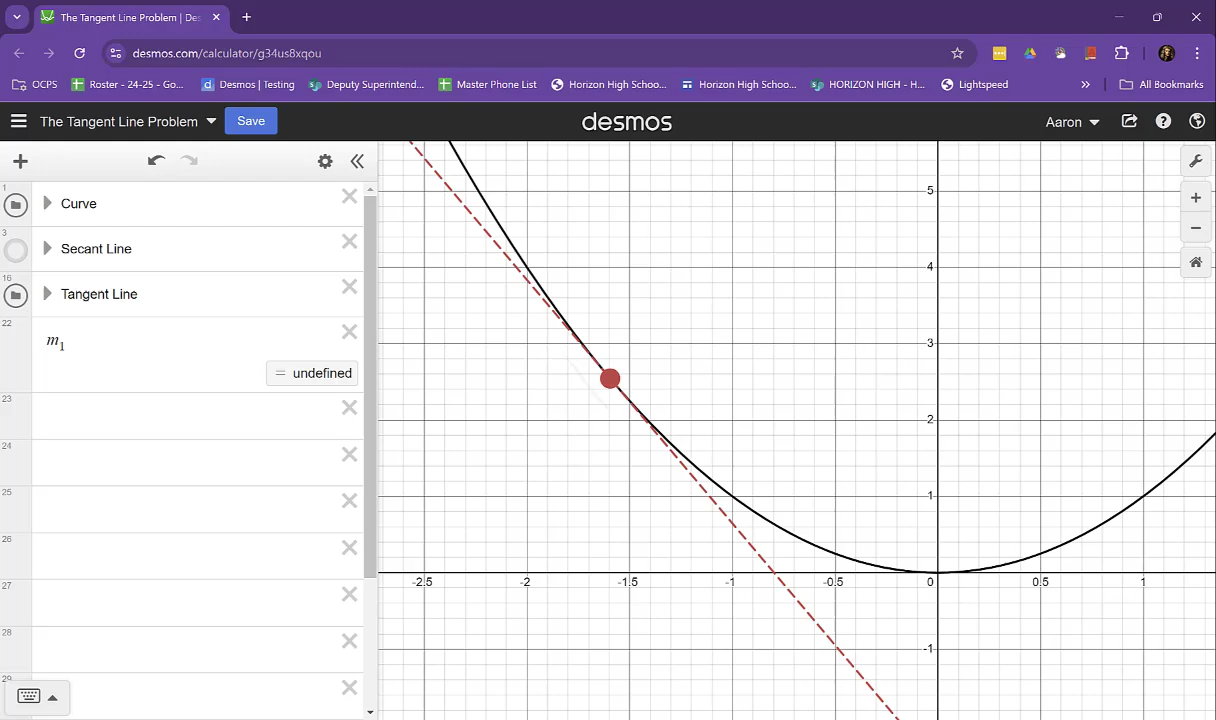 The Tangent Line Problem | Des
desmos.com/calculator/g34us8xqou
OCPS Roster - 24-25 - Go... Desmos | Testing Deputy Superintend... Master Phone List Horizon High Schoo... Horizon High Schoo... HORIZON HIGH - H... Lightspeed » All Bookmarks
The Tangent Line Problem Save desmos Aaron
1 Curve
3 Secant Line
16 Tangent Line
22 m1
= undefined
23
24
25
26
27
28
29
5
4
3
2
1
-2.5 -2 -1.5 -1 -0.5 0 0.5 1
-1